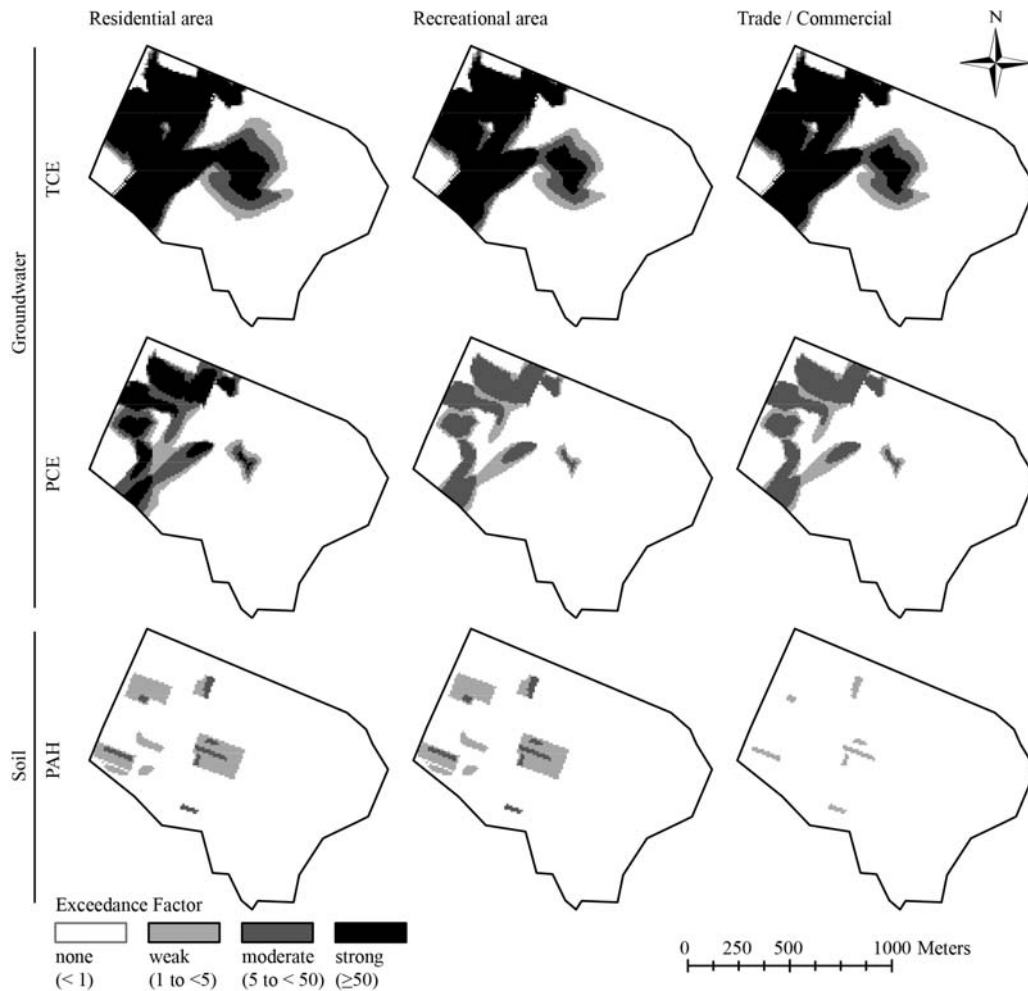 Residential area
Recreational area
Trade / Commercial
N
Groundwater
TCE
PCE
Soil
PAH
Exceedance Factor
none
(< 1)
weak
(1 to <5)
moderate
(5 to < 50)
strong
(≥50)
0 250 500 1000 Meters